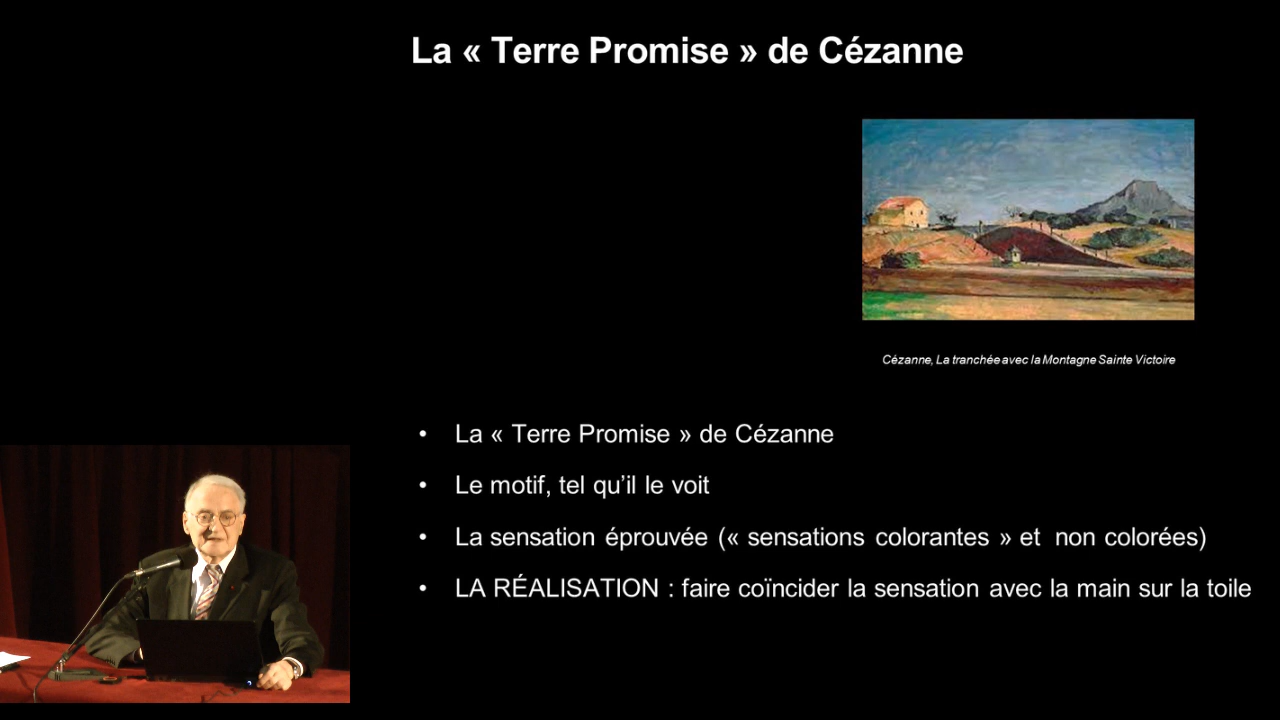 La « Terre Promise » de Cézanne
Cézanne, La tranchée avec la Montagne Sainte Victoire
• La « Terre Promise » de Cézanne
• Le motif, tel qu’il le voit
• La sensation éprouvée (« sensations colorantes » et non colorées)
• LA RÉALISATION : faire coïncider la sensation avec la main sur la toile